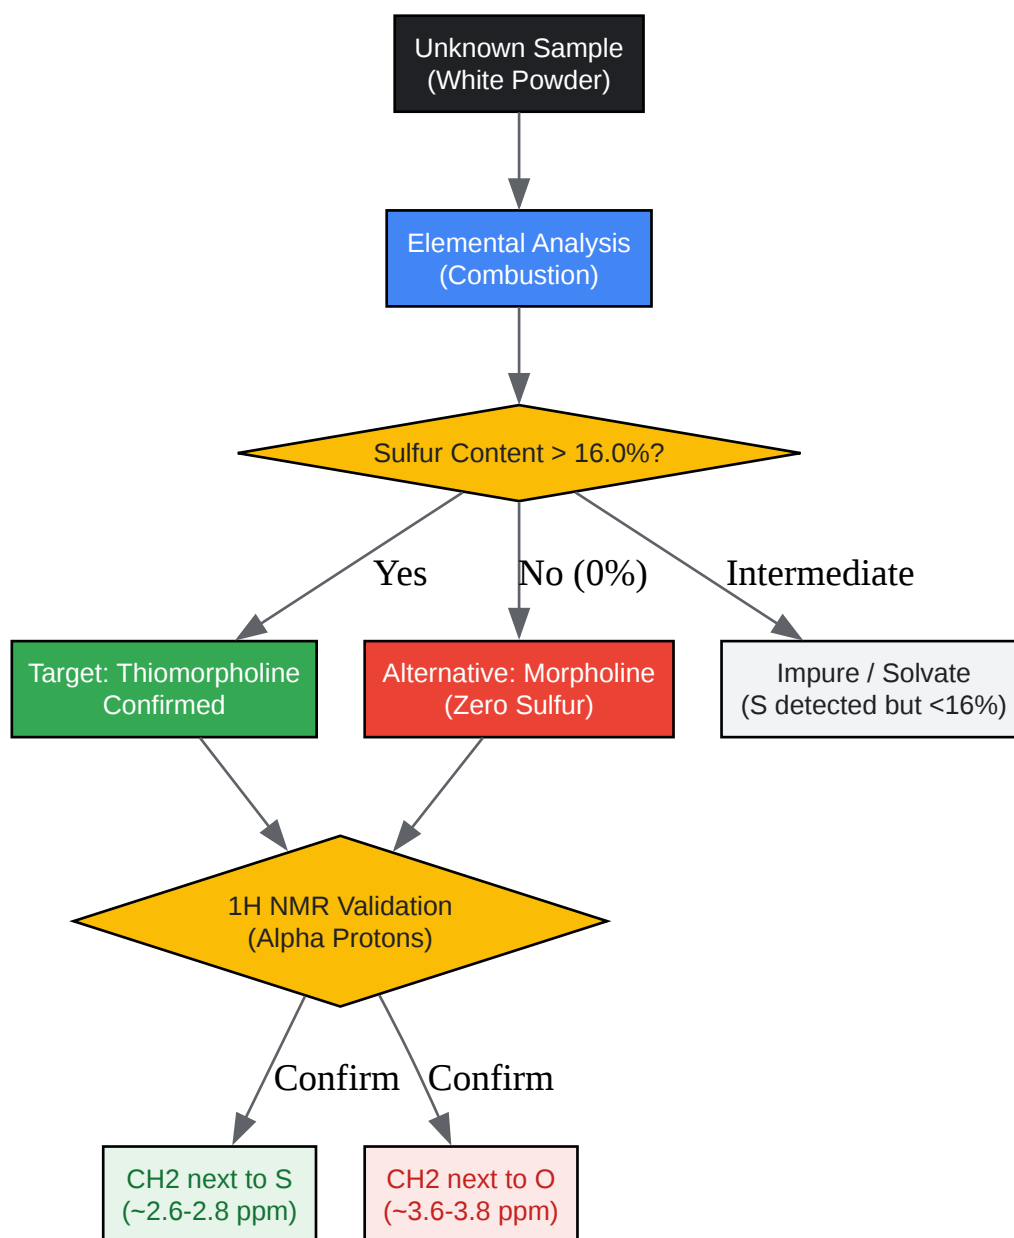 Unknown Sample
(White Powder)
Elemental Analysis
(Combustion)
Sulfur Content > 16.0%?
Yes
No (0%)
Intermediate
Target: Thiomorpholine
Confirmed
Alternative: Morpholine
(Zero Sulfur)
Impure / Solvate
(S detected but <16%)
1H NMR Validation
(Alpha Protons)
Confirm
Confirm
CH2 next to S
(~2.6-2.8 ppm)
CH2 next to O
(~3.6-3.8 ppm)